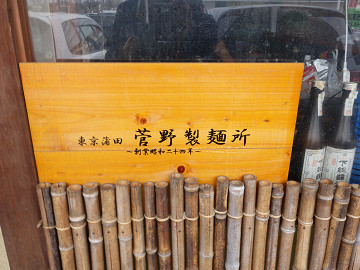 東京蒲田 菅野製麺所
～創業昭和二十四年～